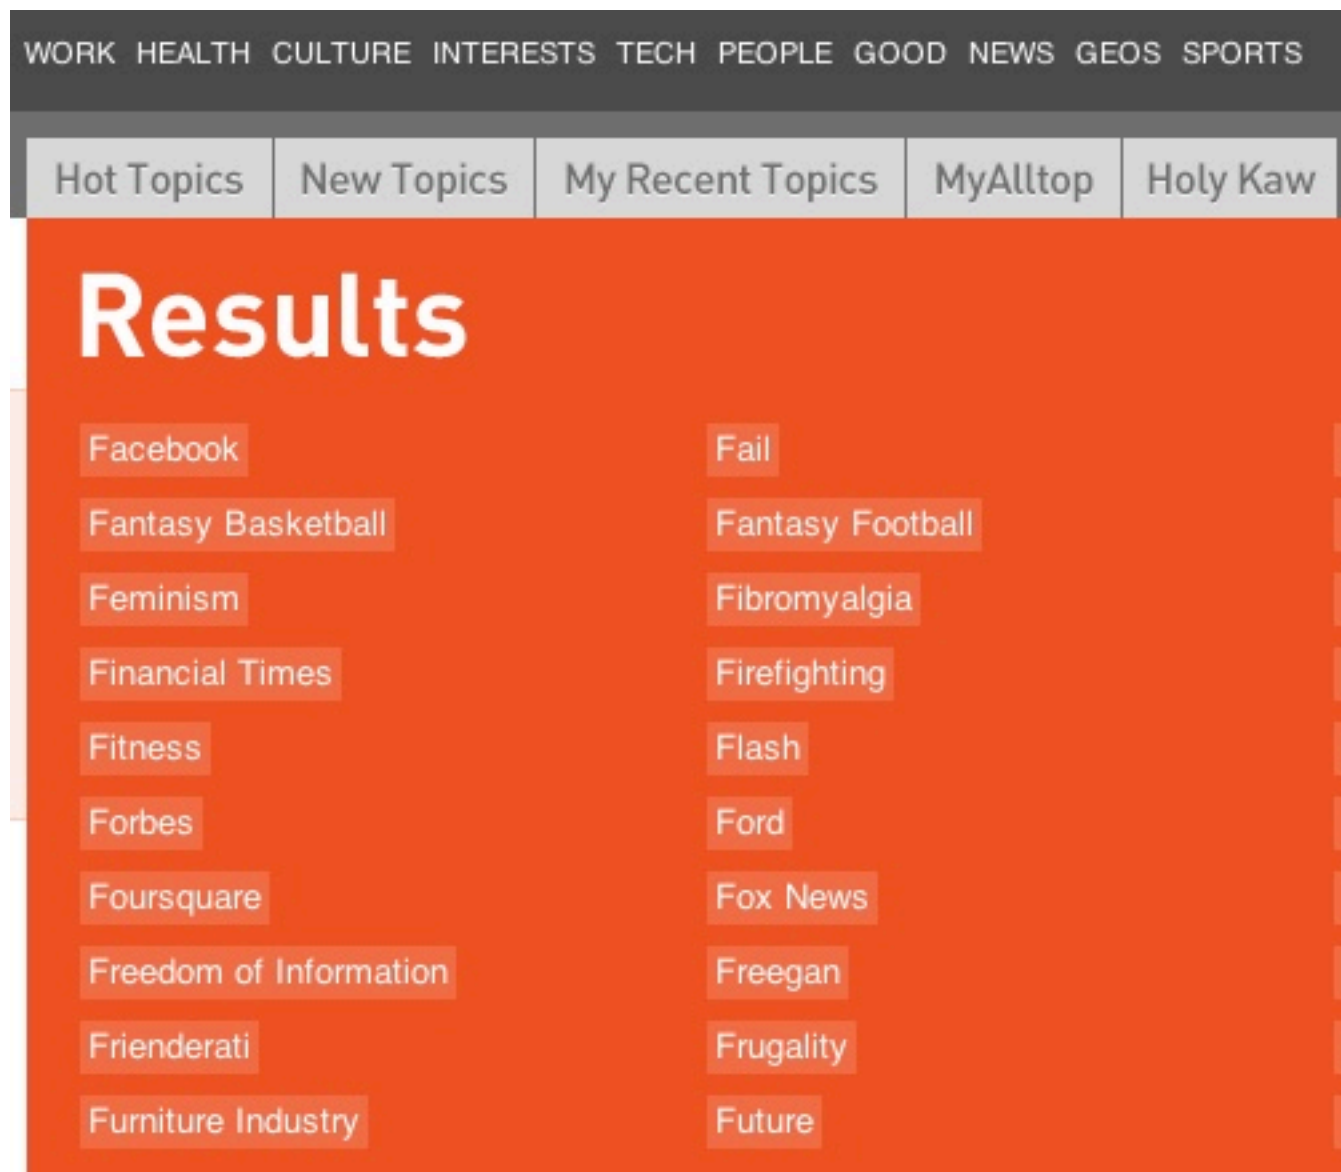 WORK HEALTH CULTURE INTERESTS TECH PEOPLE GOOD NEWS GEOS SPORTS
Hot Topics New Topics My Recent Topics MyAlltop Holy Kaw
Results
Facebook Fail
Fantasy Basketball Fantasy Football
Feminism Fibromyalgia
Financial Times Firefighting
Fitness Flash
Forbes Ford
Foursquare Fox News
Freedom of Information Freegan
Frienderati Frugality
Furniture Industry Future